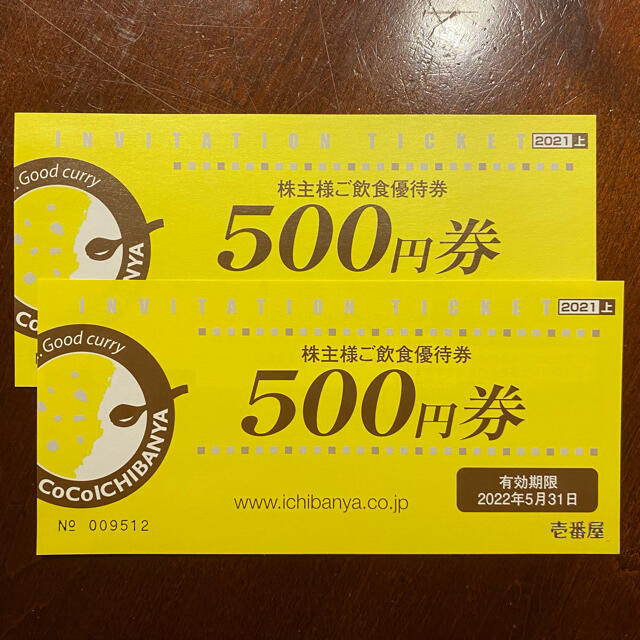 INVITATION TICKET 2021上
...Good curry
株主様ご飲食優待券
500円券
BANYA
Co
INVITATION TICKET 2021上
...Good curry
株主様ご飲食優待券
500円券
CoCoICHIBANYA
有効期限
2022年5月31日
www.ichibanya.co.jp
№ 009512
壱番屋